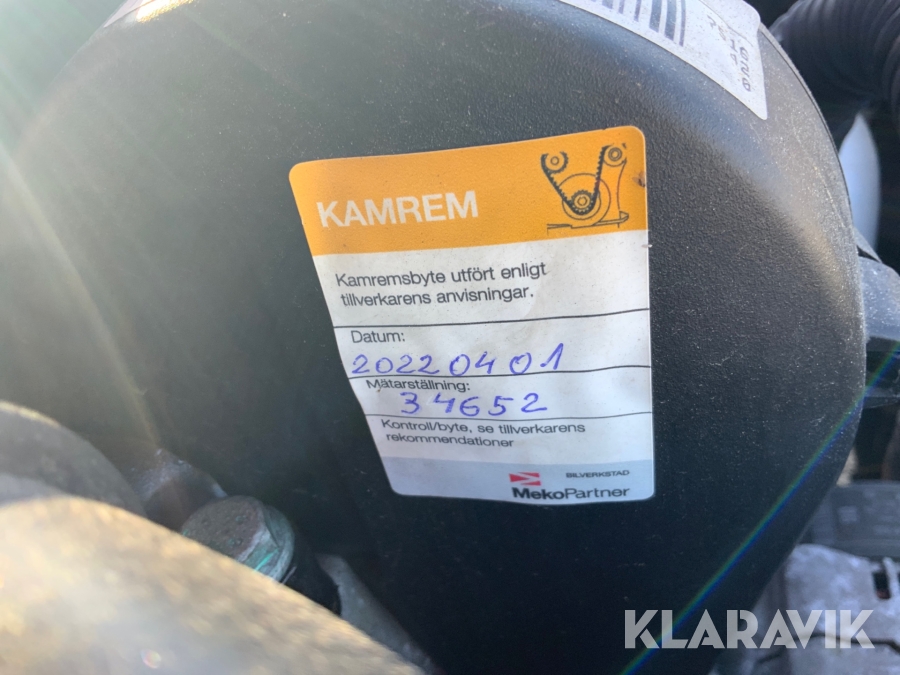 KAMREM
Kamremsbyte utfört enligt
tillverkarens anvisningar.
Datum:
20220401
Mätarställning:
34652
Kontroll/byte, se tillverkarens
rekommendationer
BILVERKSTAD
MekoPartner
KLARAVIK